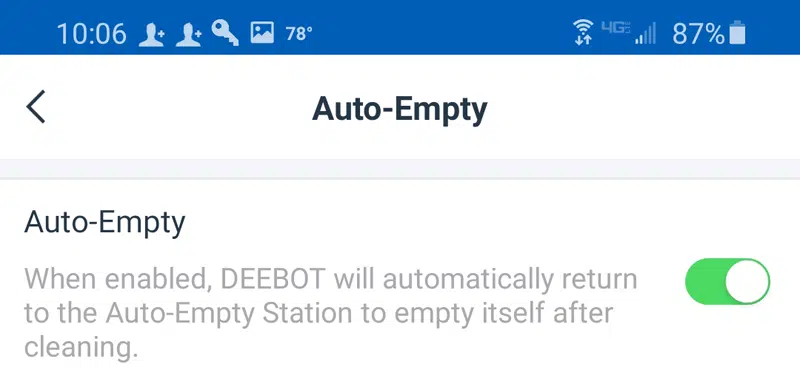 10:06 78° 4G 87%
Auto-Empty
Auto-Empty
When enabled, DEEBOT will automatically return
to the Auto-Empty Station to empty itself after
cleaning.